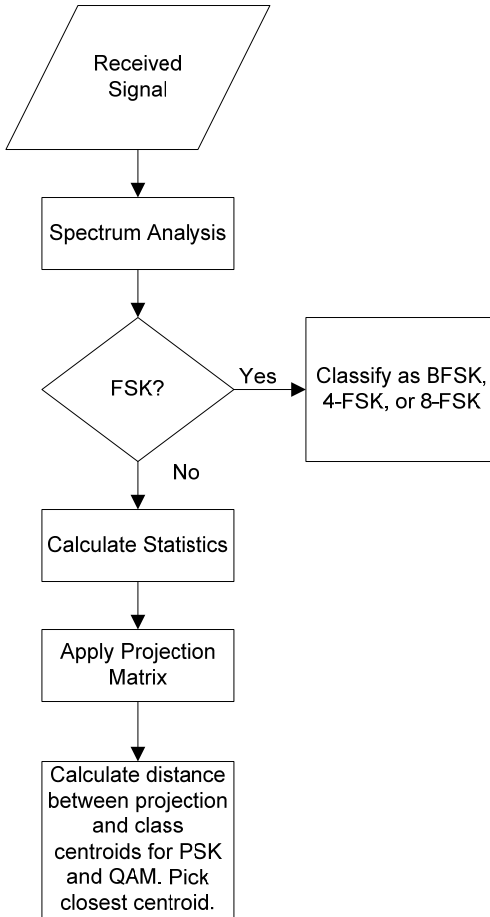 Received
Signal
Spectrum Analysis
FSK?
Yes
Classify as BFSK,
4-FSK, or 8-FSK
No
Calculate Statistics
Apply Projection
Matrix
Calculate distance
between projection
and class
centroids for PSK
and QAM. Pick
closest centroid.